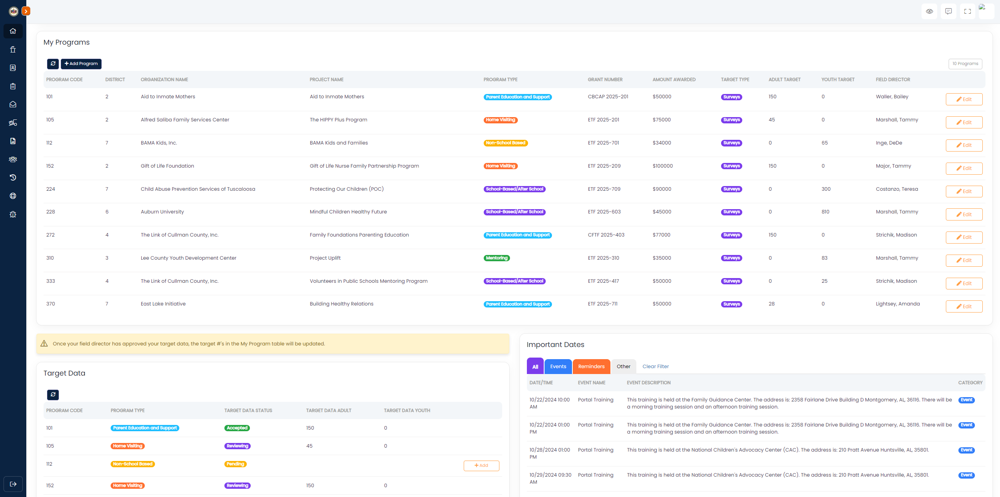 My Programs
Add Program
10 Programs
PROGRAM CODE DISTRICT ORGANIZATION NAME PROJECT NAME PROGRAM TYPE GRANT NUMBER AMOUNT AWARDED TARGET TYPE ADULT TARGET YOUTH TARGET FIELD DIRECTOR
101 2 Aid to Inmate Mothers Aid to Inmate Mothers Parent Education and Support CBCAP 2025-201 $50000 Surveys 150 0 Waller, Bailey Edit
105 2 Alfred Saliba Family Services Center The HIPPY Plus Program Home Visiting ETF 2025-201 $75000 Surveys 45 0 Marshall, Tammy Edit
112 7 BAMA Kids, Inc. BAMA Kids and Families Non-School Based ETF 2025-701 $34000 Surveys 0 65 Inge, DeDe Edit
152 2 Gift of Life Foundation Gift of Life Nurse Family Partnership Program Home Visiting ETF 2025-209 $100000 Surveys 150 0 Major, Tammy Edit
224 7 Child Abuse Prevention Services of Tuscaloosa Protecting Our Children (POC) School-Based/After School ETF 2025-709 $90000 Surveys 0 300 Costanzo, Teresa Edit
228 6 Auburn University Mindful Children Healthy Future School-Based/After School ETF 2025-603 $45000 Surveys 0 810 Marshall, Tammy Edit
272 4 The Link of Cullman County, Inc. Family Foundations Parenting Education Parent Education and Support CFTF 2025-403 $77000 Surveys 150 0 Strichik, Madison Edit
310 3 Lee County Youth Development Center Project Uplift Mentoring ETF 2025-310 $35000 Surveys 0 83 Marshall, Tammy Edit
333 4 The Link of Cullman County, Inc. Volunteers in Public Schools Mentoring Program School-Based/After School ETF 2025-417 $50000 Surveys 0 25 Strichik, Madison Edit
370 7 East Lake Initiative Building Healthy Relations Parent Education and Support ETF 2025-711 $50000 Surveys 28 0 Lightsey, Amanda Edit
Once your field director has approved your target data, the target #'s in the My Program table will be updated.
Target Data
PROGRAM CODE PROGRAM TYPE TARGET DATA STATUS TARGET DATA ADULT TARGET DATA YOUTH
101 Parent Education and Support Accepted 150 0
105 Home Visiting Reviewing 45 0
112 Non-School Based Pending Add
152 Home Visiting Reviewing 150 0
Important Dates
All Events Reminders Other Clear Filter
DATE/TIME EVENT NAME EVENT DESCRIPTION CATEGORY
10/22/2024 10:00 Portal Training This training is held at the Family Guidance Center. The address is: 2358 Fairlane Drive Building D Montgomery, AL, 36116. There will be Event
AM a morning training session and an afternoon training session.
10/22/2024 01:00 Portal Training This training is held at the Family Guidance Center. The address is: 2358 Fairlane Drive Building D Montgomery, AL, 36116. There will be Event
PM a morning training session and an afternoon training session.
10/28/2024 01:00 Portal Training This training is held at the National Children's Advocacy Center (CAC). The address is: 210 Pratt Avenue Huntsville, AL, 35801. Event
PM
10/29/2024 09:30 Portal Training This training is held at the National Children's Advocacy Center (CAC). The address is: 210 Pratt Avenue Huntsville, AL, 35801. Event
AM